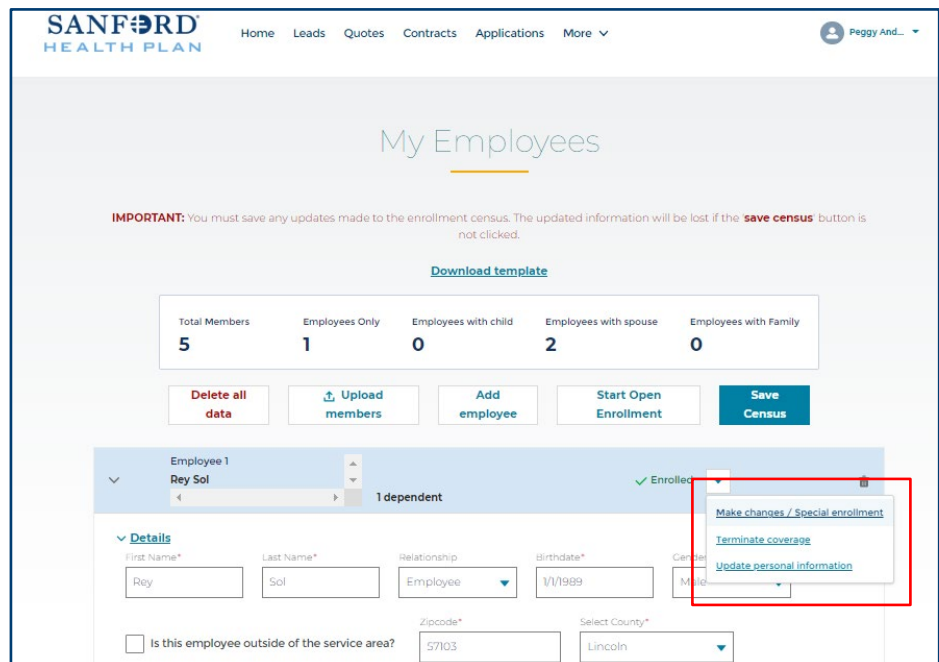 SANFORD
HEALTH PLAN
Home Leads Quotes Contracts Applications More
Peggy And...
My Employees
IMPORTANT: You must save any updates made to the enrollment census. The updated information will be lost if the 'save census' button is
not clicked.
Download template
Total Members Employees Only Employees with child Employees with spouse Employees with Family
5 1 0 2 0
Delete all
data
Upload
members
Add
employee
Start Open
Enrollment
Save
Census
Employee 1
Rey Sol
1 dependent
Enrolled
Make changes / Special enrollment
Terminate coverage
Update personal information
Details
First Name* Last Name* Relationship Birthdate* Gender
Rey Sol Employee 1/1/1989 Male
Zipcode* Select County*
Is this employee outside of the service area? 57103 Lincoln